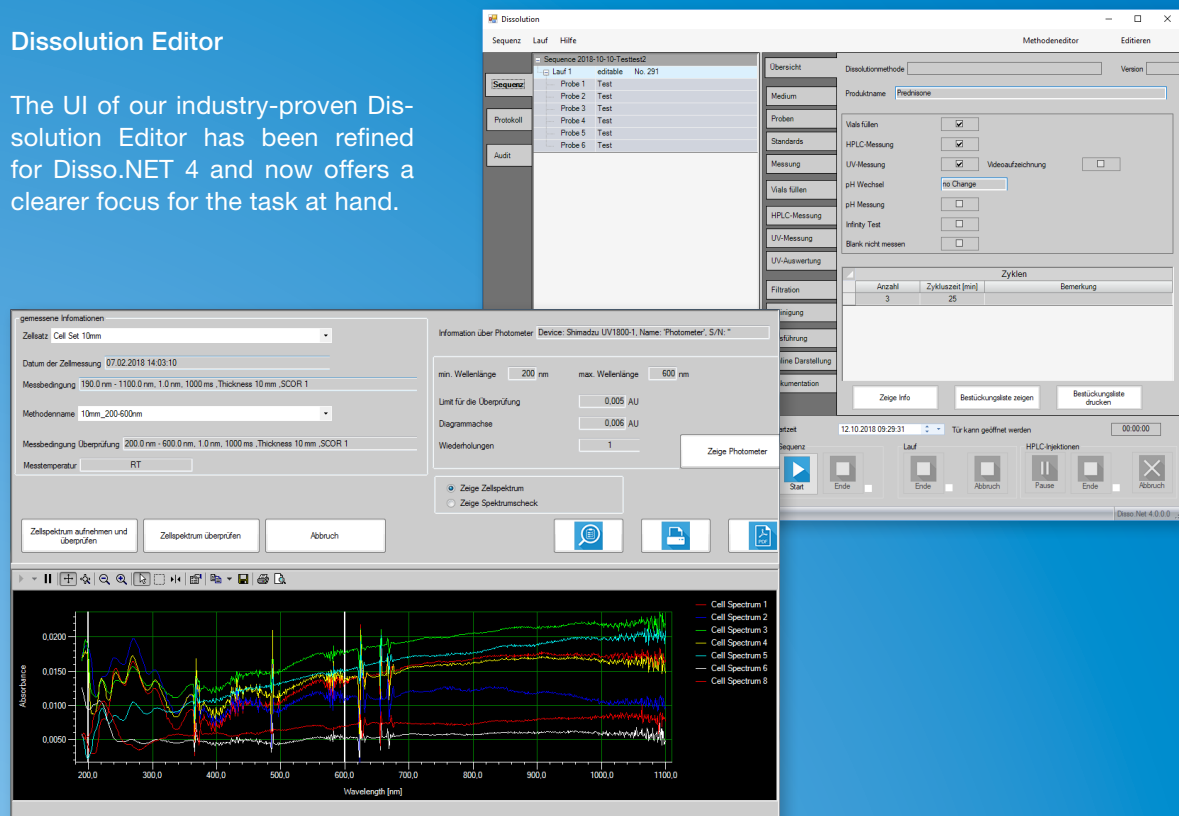 Dissolution Editor
The UI of our industry-proven Dis-
solution Editor has been refined
for Disso.NET 4 and now offers a
clearer focus for the task at hand.
Dissolution
Sequenz Lauf Hilfe Methodeneditor Editieren
Sequenz
Protokoll
Audit
Sequence 2018-10-10-Testtest2
Lauf 1 editable No. 291
Probe 1 Test
Probe 2 Test
Probe 3 Test
Probe 4 Test
Probe 5 Test
Probe 6 Test
Übersicht
Medium
Proben
Standards
Messung
Vials füllen
HPLC-Messung
UV-Messung
UV-Auswertung
Filtration
inigung
sführung
nline Darstellung
kumentation
Dissolutionmethode Version
Produktname Prednisone
Vials füllen
HPLC-Messung
UV-Messung Videoaufzeichnung
pH Wechsel no Change
pH Messung
Infinity Test
Blank nicht messen
Zyklen
Anzahl Zykluszeit [min] Bemerkung
3 25
Zeige Info
Bestückungsliste zeigen
Bestückungsliste
drucken
artzeit 12.10.2018 09:29:31 Tür kann geöffnet werden 00:00:00
equenz Lauf HPLC-Injektionen
Start Ende Ende Abbruch Pause Ende Abbruch
Disso.Net 4.0.0.0
gemessene Infomationen
Zellsatz Cell Set 10mm
Datum der Zellmessung 07.02.2018 14:03:10
Messbedingung 190.0 nm - 1100.0 nm, 1.0 nm, 1000 ms ,Thickness 10 mm ,SCOR 1
Methodenname 10mm_200-600nm
Messbedingung Überprüfung 200.0 nm - 600.0 nm, 1.0 nm, 1000 ms ,Thickness 10 mm ,SCOR 1
Messtemperatur RT
Information über Photometer Device: Shimadzu UV1800-1, Name: 'Photometer', S/N: ''
min. Wellenlänge 200 nm max. Wellenlänge 600 nm
Limit für die Überprüfung 0,005 AU
Diagrammachse 0,006 AU
Wiederholungen 1
Zeige Photometer
Zeige Zellspektrum
Zeige Spektrumscheck
Zellspektrum aufnehmen und
überprüfen
Zellspektrum überprüfen
Abbruch
PDF
Absorbance
0,0200
0,0150
0,0100
0,0050
200,0 300,0 400,0 500,0 600,0 700,0 800,0 900,0 1000,0 1100,0
Wavelength [nm]
Cell Spectrum 1
Cell Spectrum 2
Cell Spectrum 3
Cell Spectrum 4
Cell Spectrum 5
Cell Spectrum 6
Cell Spectrum 8